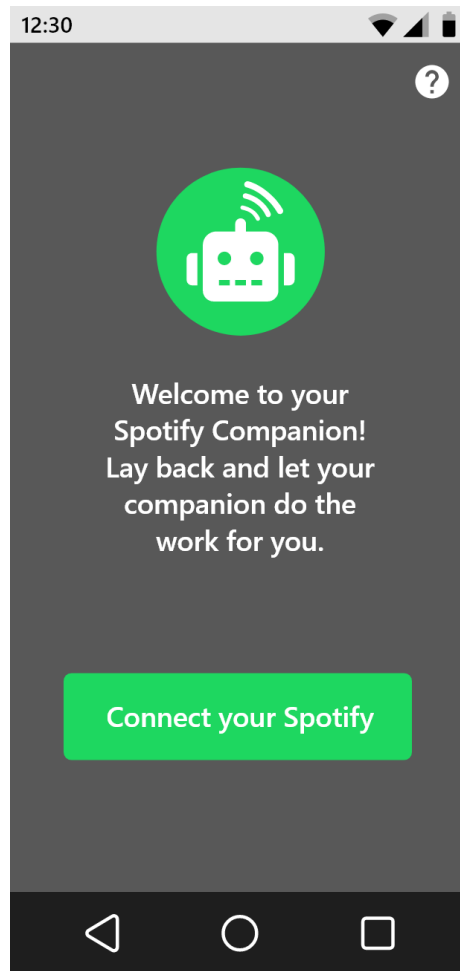 12:30
?
Welcome to your
Spotify Companion!
Lay back and let your
companion do the
work for you.
Connect your Spotify